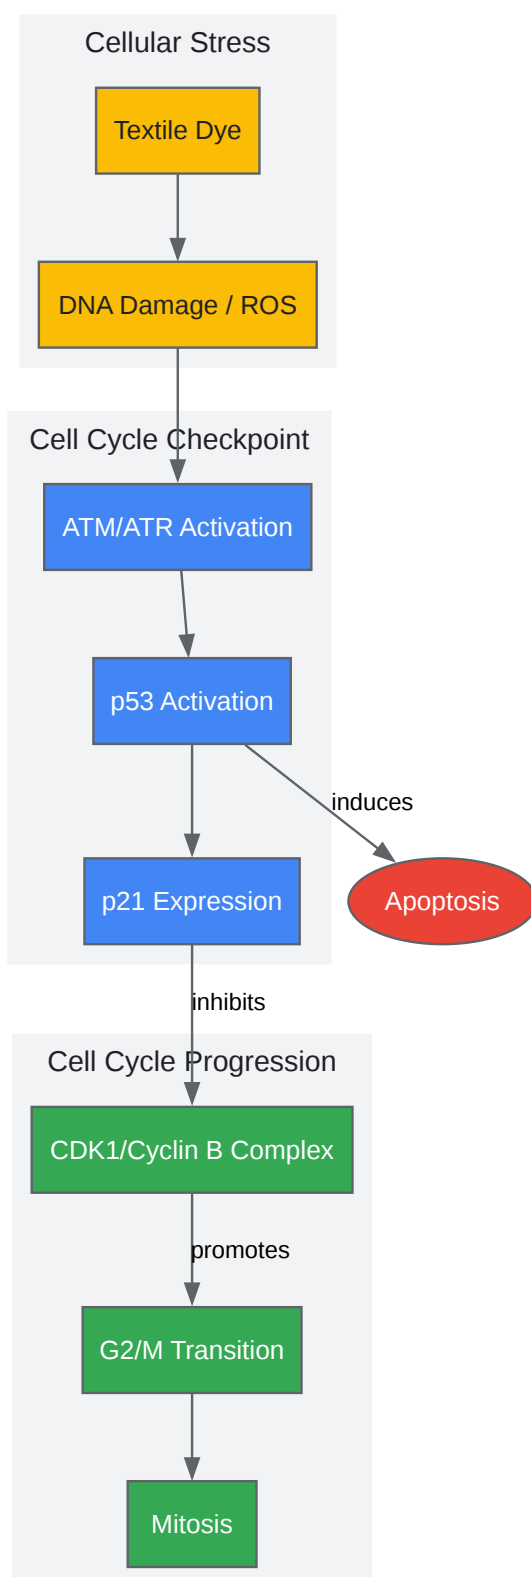 Cellular Stress
Textile Dye
DNA Damage / ROS
Cell Cycle Checkpoint
ATM/ATR Activation
p53 Activation
induces
p21 Expression
Apoptosis
inhibits
Cell Cycle Progression
CDK1/Cyclin B Complex
promotes
G2/M Transition
Mitosis